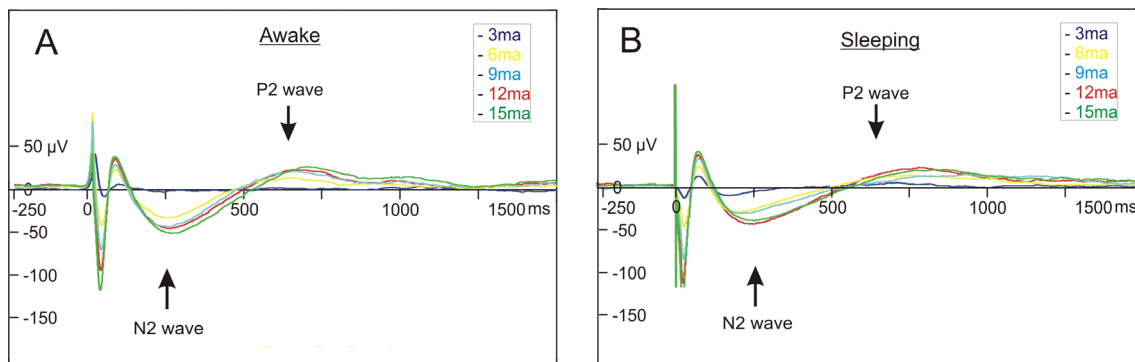 A
Awake
- 3ma
- 6ma
- 9ma
- 12ma
- 15ma
P2 wave
50 µV
0
-250 0 500 1000 1500 ms
-50
-100
-150
N2 wave
B
Sleeping
- 3ma
- 6ma
- 9ma
- 12ma
- 15ma
P2 wave
50 µV
0
-250 0 500 1000 1500 ms
-50
-100
-150
N2 wave